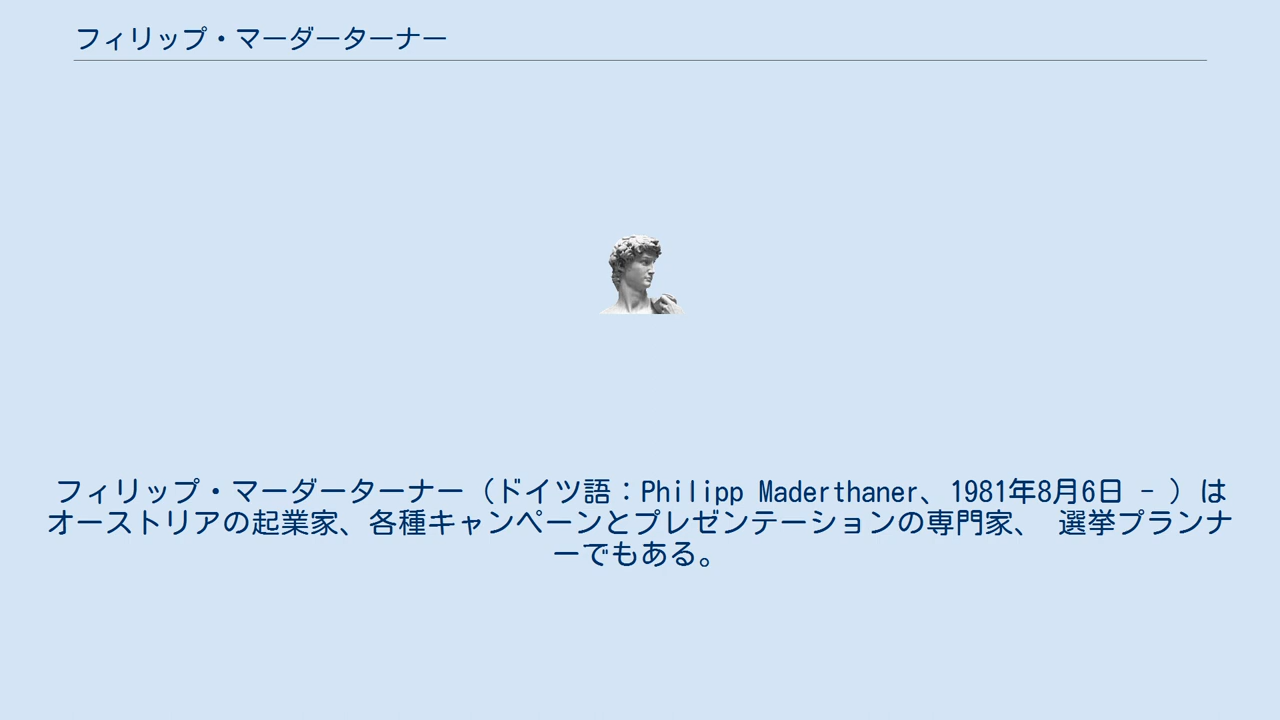 フィリップ・マーダーターナー
フィリップ・マーダーターナー（ドイツ語：Philipp Maderthaner、1981年8月6日 - ）は
オーストリアの起業家、各種キャンペーンとプレゼンテーションの専門家、 選挙プランナ
ーでもある。